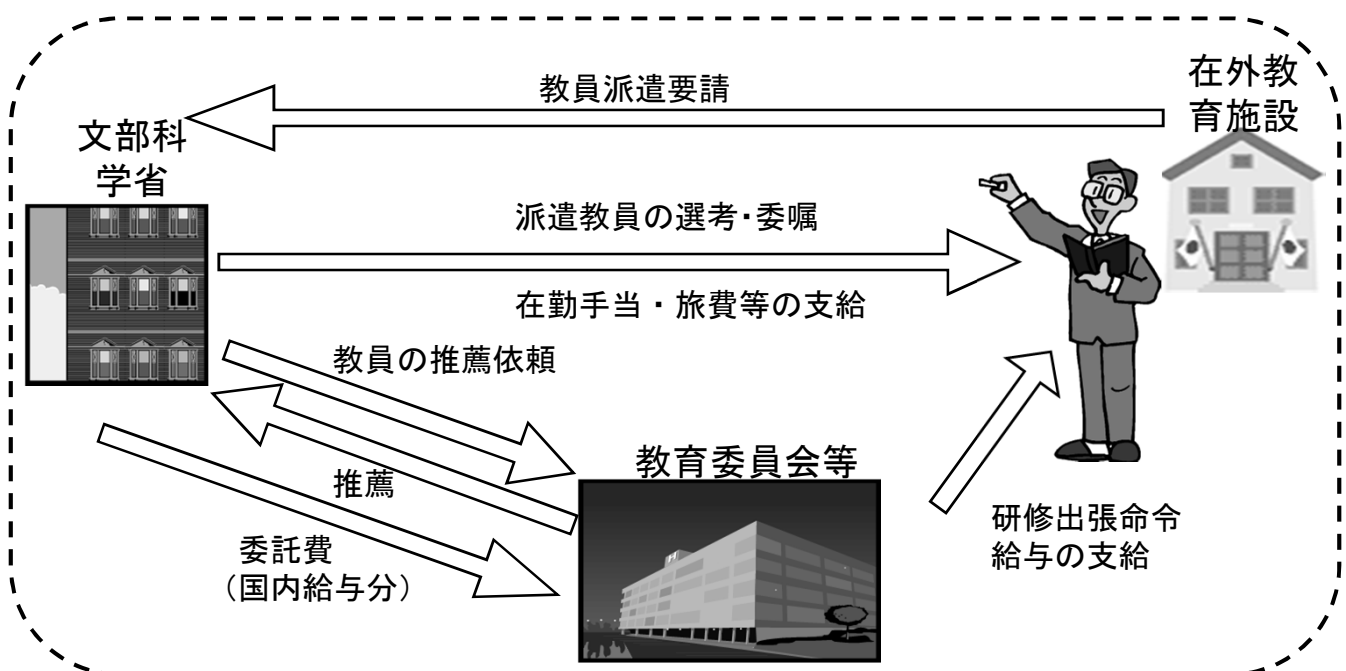 教員派遣要請
在外教
育施設
文部科
学省
派遣教員の選考・委嘱
在勤手当・旅費等の支給
教員の推薦依頼
推薦
教育委員会等
委託費
（国内給与分）
研修出張命令
給与の支給